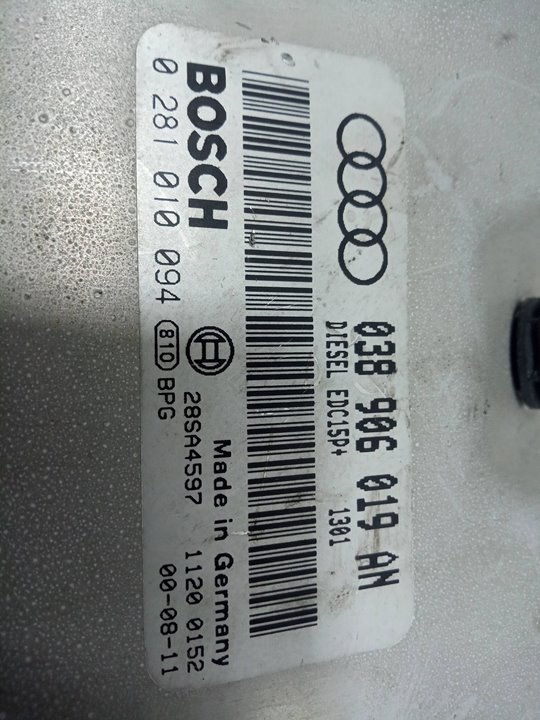 038 906 019 AN
DIESEL EDC15P+ 1301
BOSCH
Made in Germany
28SA4597 1120 0152
0 281 010 094 810 BPG 00-08-11